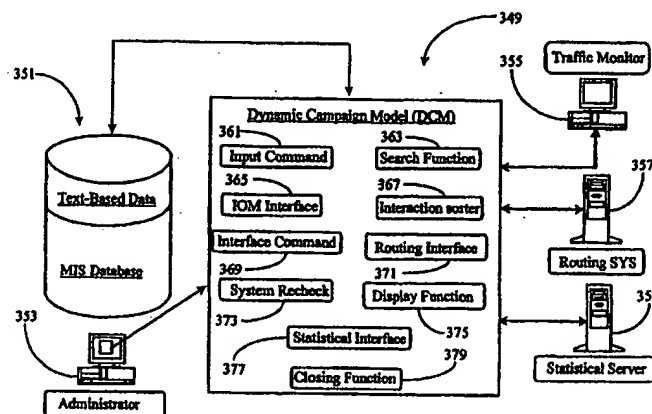 349
351
355
Traffic Monitor
Dynamic Campaign Model (DCM)
361
363
Input Command
Search Function
365
367
357
Text-Based Data
IOM Interface
Interaction sorter
MIS Database
Interface Command
Routing Interface
Routing SYS
369
371
System Recheck
Display Function
353
373
375
35
Statistical Interface
377
379
Statistical Server
Closing Function
Administrator